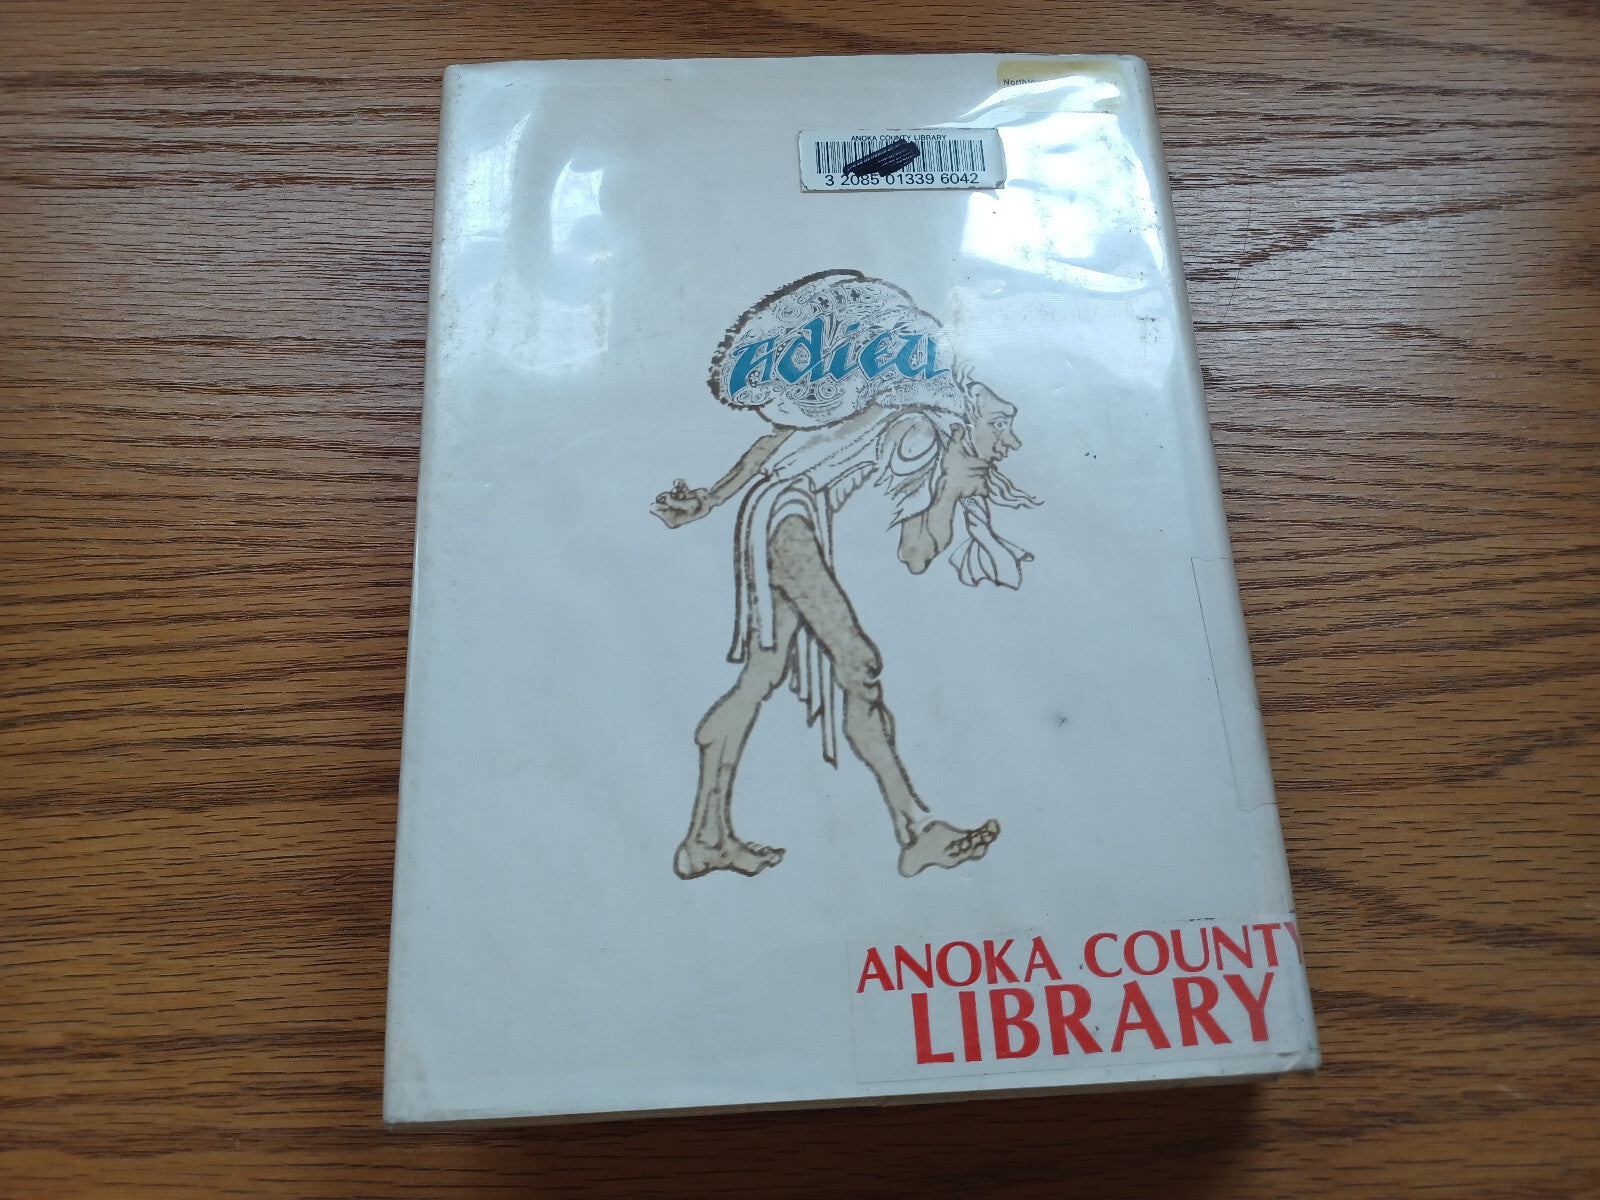 ANOKA COUNTY LIBRARY
3 2085 01339 6042
Adieu
ANOKA COUNTY
LIBRARY